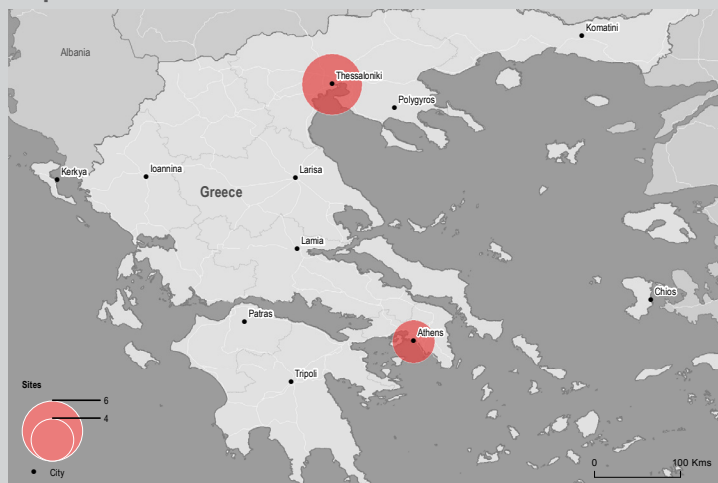 Komatini
Albania
Thessaloniki
Polygyros
Kerkya
Ioannina
Larisa
Greece
Lamia
Chios
Patras
Athens
Tripoli
Sites
6
4
City
0 100 Kms